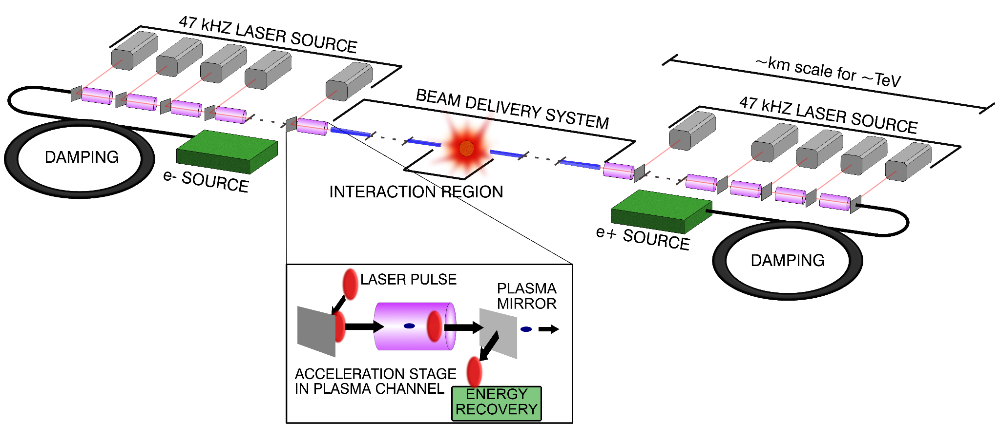 47 kHZ LASER SOURCE
~km scale for ~TeV
BEAM DELIVERY SYSTEM
47 kHZ LASER SOURCE
DAMPING
e- SOURCE
INTERACTION REGION
e+ SOURCE
DAMPING
LASER PULSE
PLASMA
MIRROR
ACCELERATION STAGE
IN PLASMA CHANNEL
ENERGY
RECOVERY